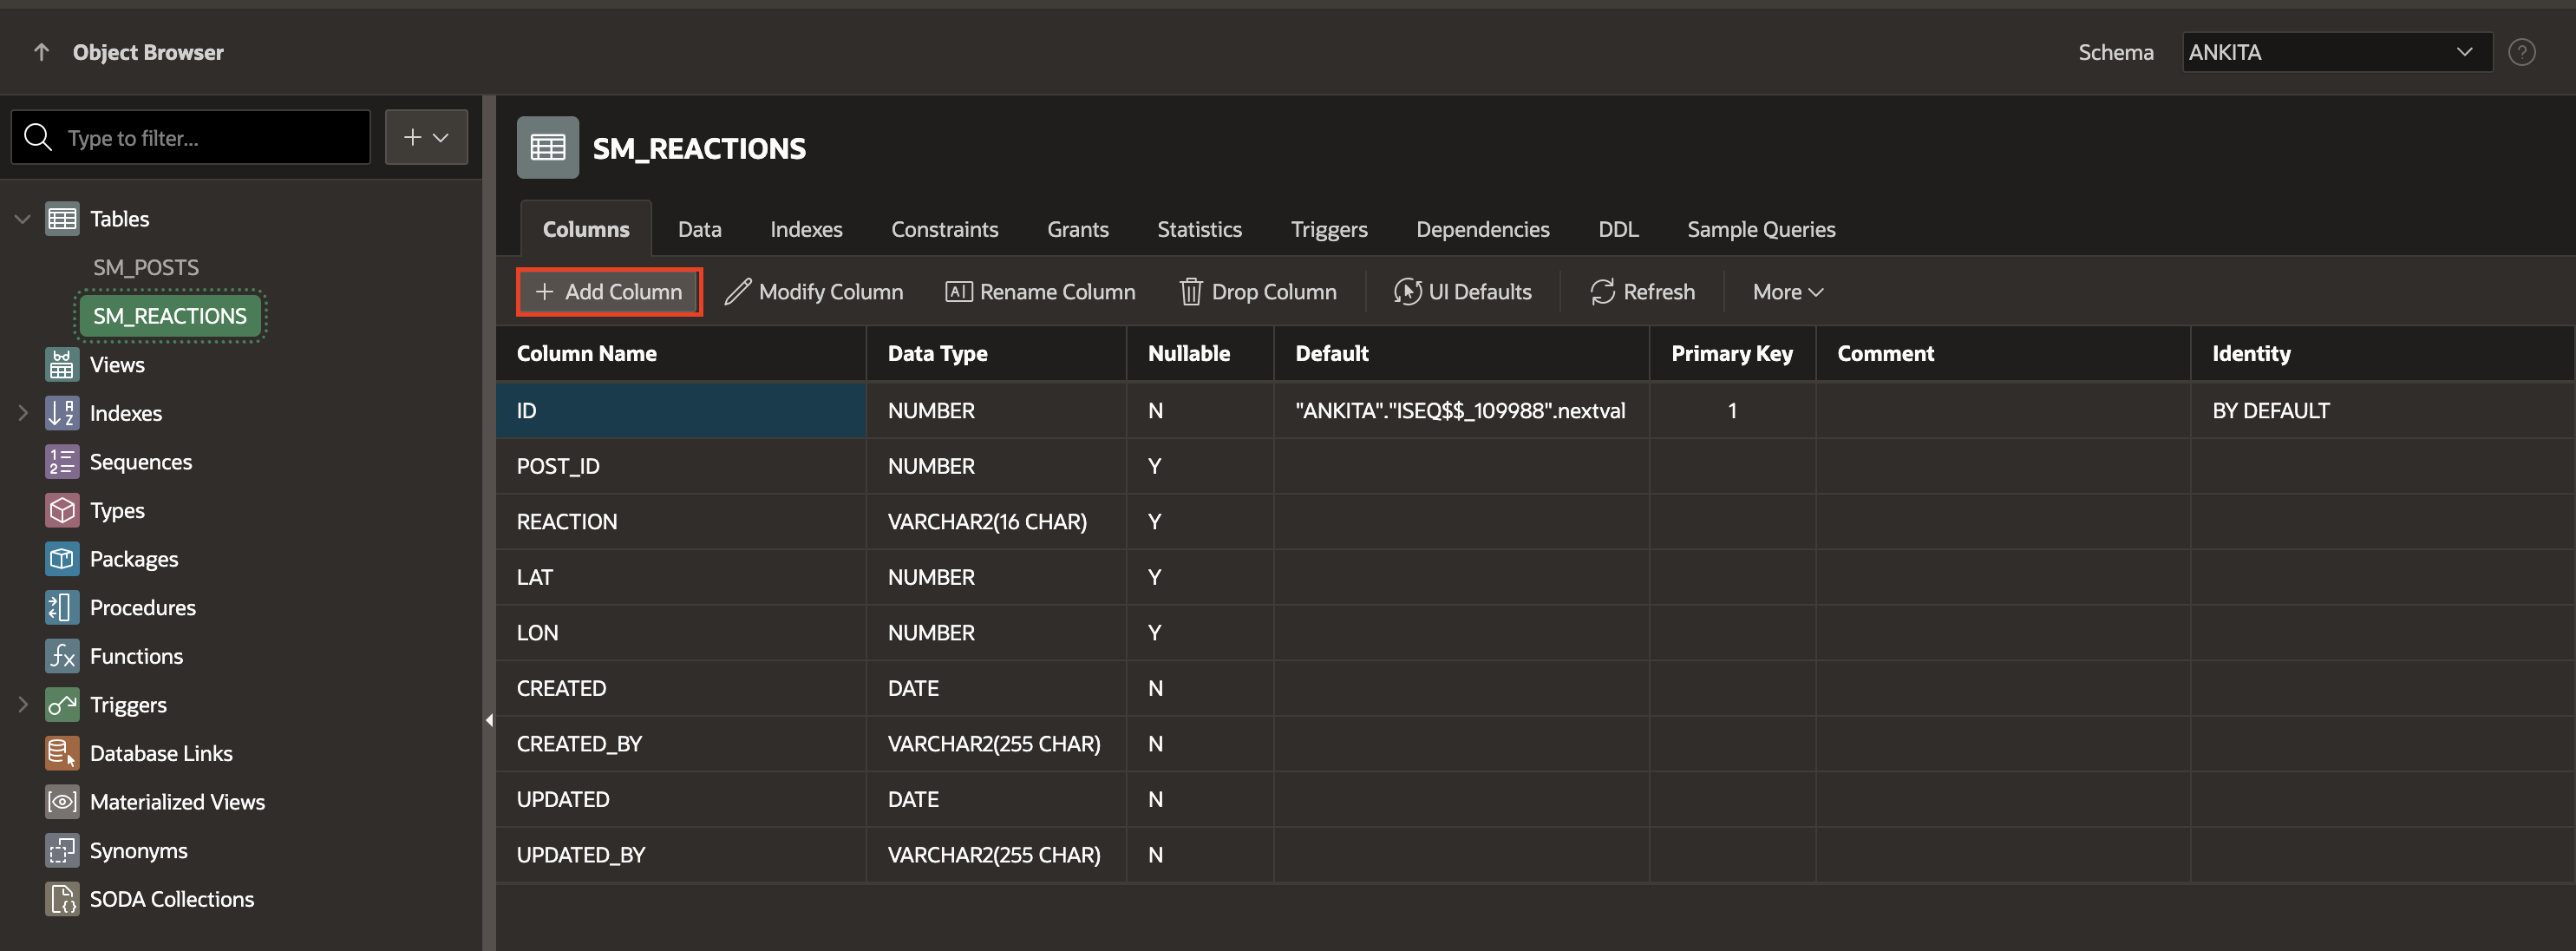 Object Browser
Schema ANKITA
Type to filter...
Tables
SM_POSTS
SM_REACTIONS
Views
Indexes
Sequences
Types
Packages
Procedures
Functions
Triggers
Database Links
Materialized Views
Synonyms
SODA Collections
SM_REACTIONS
Columns Data Indexes Constraints Grants Statistics Triggers Dependencies DDL Sample Queries
+ Add Column Modify Column Rename Column Drop Column UI Defaults Refresh More
Column Name Data Type Nullable Default Primary Key Comment Identity
ID NUMBER N "ANKITA"."ISEQ$$_109988".nextval 1 BY DEFAULT
POST_ID NUMBER Y
REACTION VARCHAR2(16 CHAR) Y
LAT NUMBER Y
LON NUMBER Y
CREATED DATE N
CREATED_BY VARCHAR2(255 CHAR) N
UPDATED DATE N
UPDATED_BY VARCHAR2(255 CHAR) N